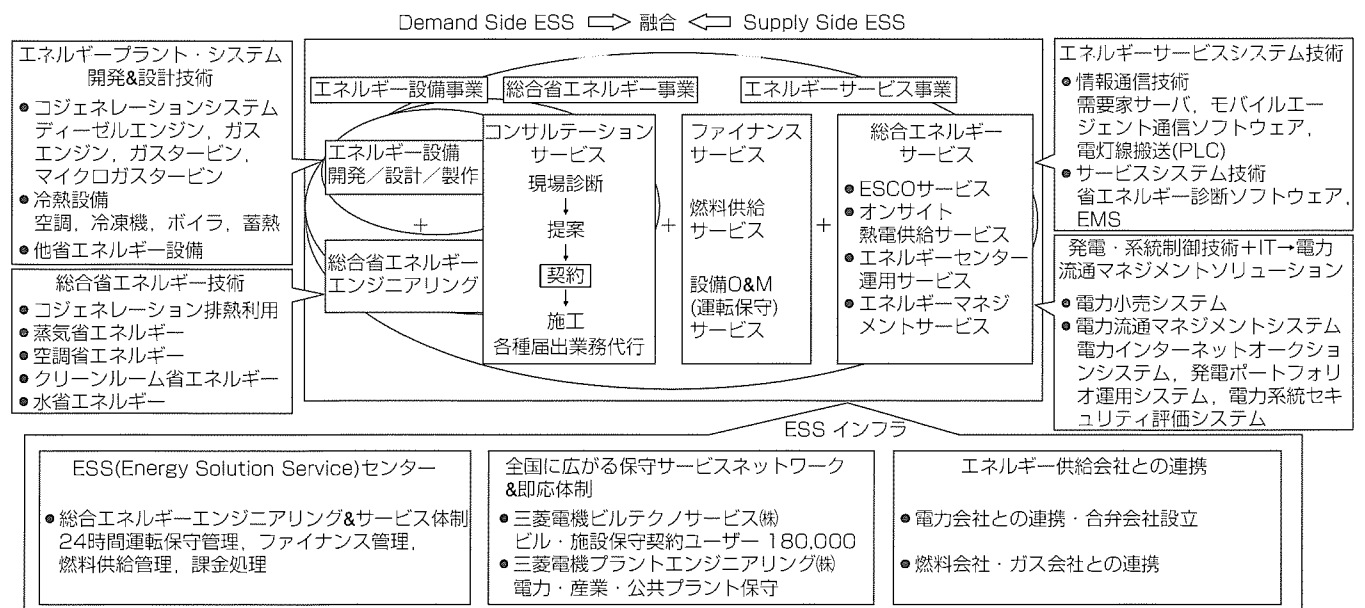 Demand Side ESS ⇨ 融合 ⇦ Supply Side ESS
エネルギープラント・システム
開発&設計技術
● コジェネレーションシステム
ディーゼルエンジン，ガス
エンジン，ガスタービン，
マイクロガスタービン
● 冷熱設備
空調，冷凍機，ボイラ，蓄熱
● 他省エネルギー設備
総合省エネルギー技術
● コジェネレーション排熱利用
● 蒸気省エネルギー
● 空調省エネルギー
● クリーンルーム省エネルギー
● 水省エネルギー
エネルギー設備事業
総合省エネルギー事業
エネルギーサービス事業
エネルギー設備
開発／設計／製作
+
総合省エネルギー
エンジニアリング
コンサルテーション
サービス
現場診断
↓
提案
↓
契約
↓
施工
各種届出業務代行
+
ファイナンス
サービス
燃料供給
サービス
設備O&M
(運転保守)
サービス
+
総合エネルギー
サービス
● ESCOサービス
● オンサイト
熱電供給サービス
● エネルギーセンター
運用サービス
● エネルギーマネジ
メントサービス
エネルギーサービスシステム技術
● 情報通信技術
需要家サーバ，モバイルエー
ジェント通信ソフトウェア，
電灯線搬送(PLC)
● サービスシステム技術
省エネルギー診断ソフトウェア，
EMS
発電・系統制御技術＋IT→電力
流通マネジメントソリューション
● 電力小売システム
● 電力流通マネジメントシステム
電力インターネットオークショ
ンシステム，発電ポートフォリ
オ運用システム，電力系統セキ
ュリティ評価システム
ESS インフラ
ESS(Energy Solution Service)センター
● 総合エネルギーエンジニアリング&サービス体制
24時間運転保守管理，ファイナンス管理，
燃料供給管理，課金処理
全国に広がる保守サービスネットワーク
&即応体制
● 三菱電機ビルテクノサービス㈱
ビル・施設保守契約ユーザー 180,000
● 三菱電機プラントエンジニアリング㈱
電力・産業・公共プラント保守
エネルギー供給会社との連携
● 電力会社との連携・合弁会社設立
● 燃料会社・ガス会社との連携